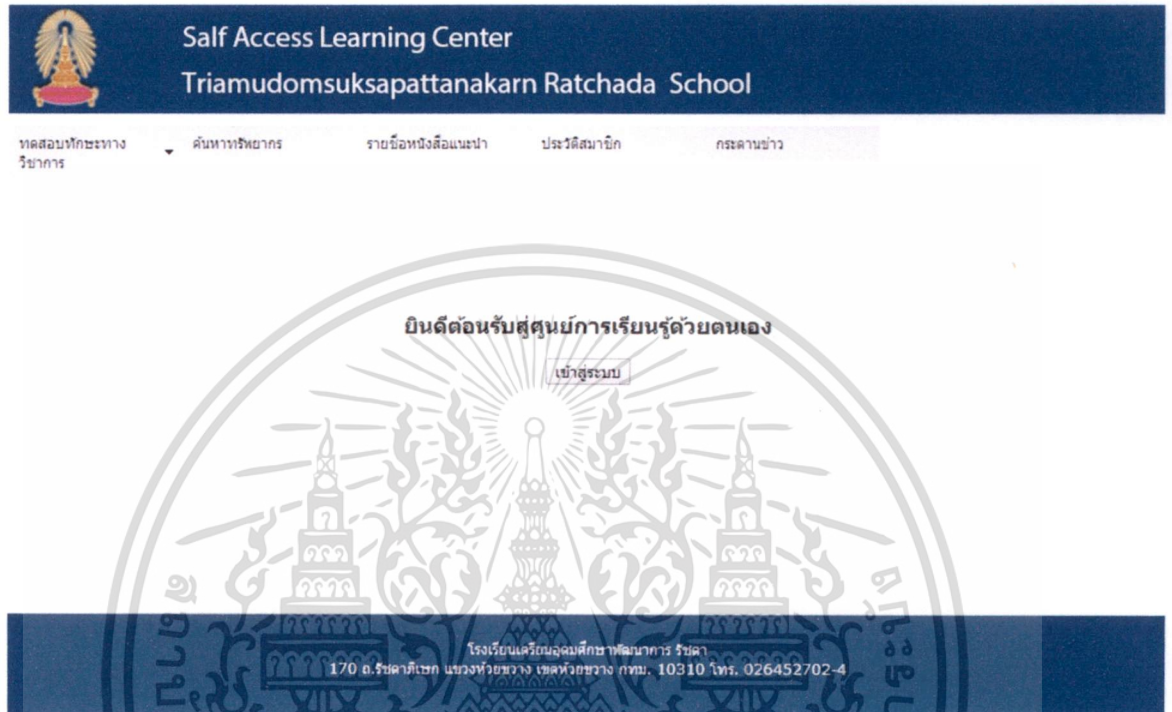 Salf Access Learning Center
Triamudomsuksapattanakarn Ratchada School
ทดสอบทักษะทาง
วิชาการ
ค้นหาทรัพยากร
รายชื่อหนังสือแนะนำ
ประวัติสมาชิก
กระดานข่าว
ยินดีต้อนรับสู่ศูนย์การเรียนรู้ด้วยตนเอง
เข้าสู่ระบบ
โรงเรียนเตรียมอุดมศึกษาพัฒนาการ รัชดา
170 ถ.รัชดาภิเษก แขวงห้วยขวาง เขตห้วยขวาง กทม. 10310 โทร. 026452702-4